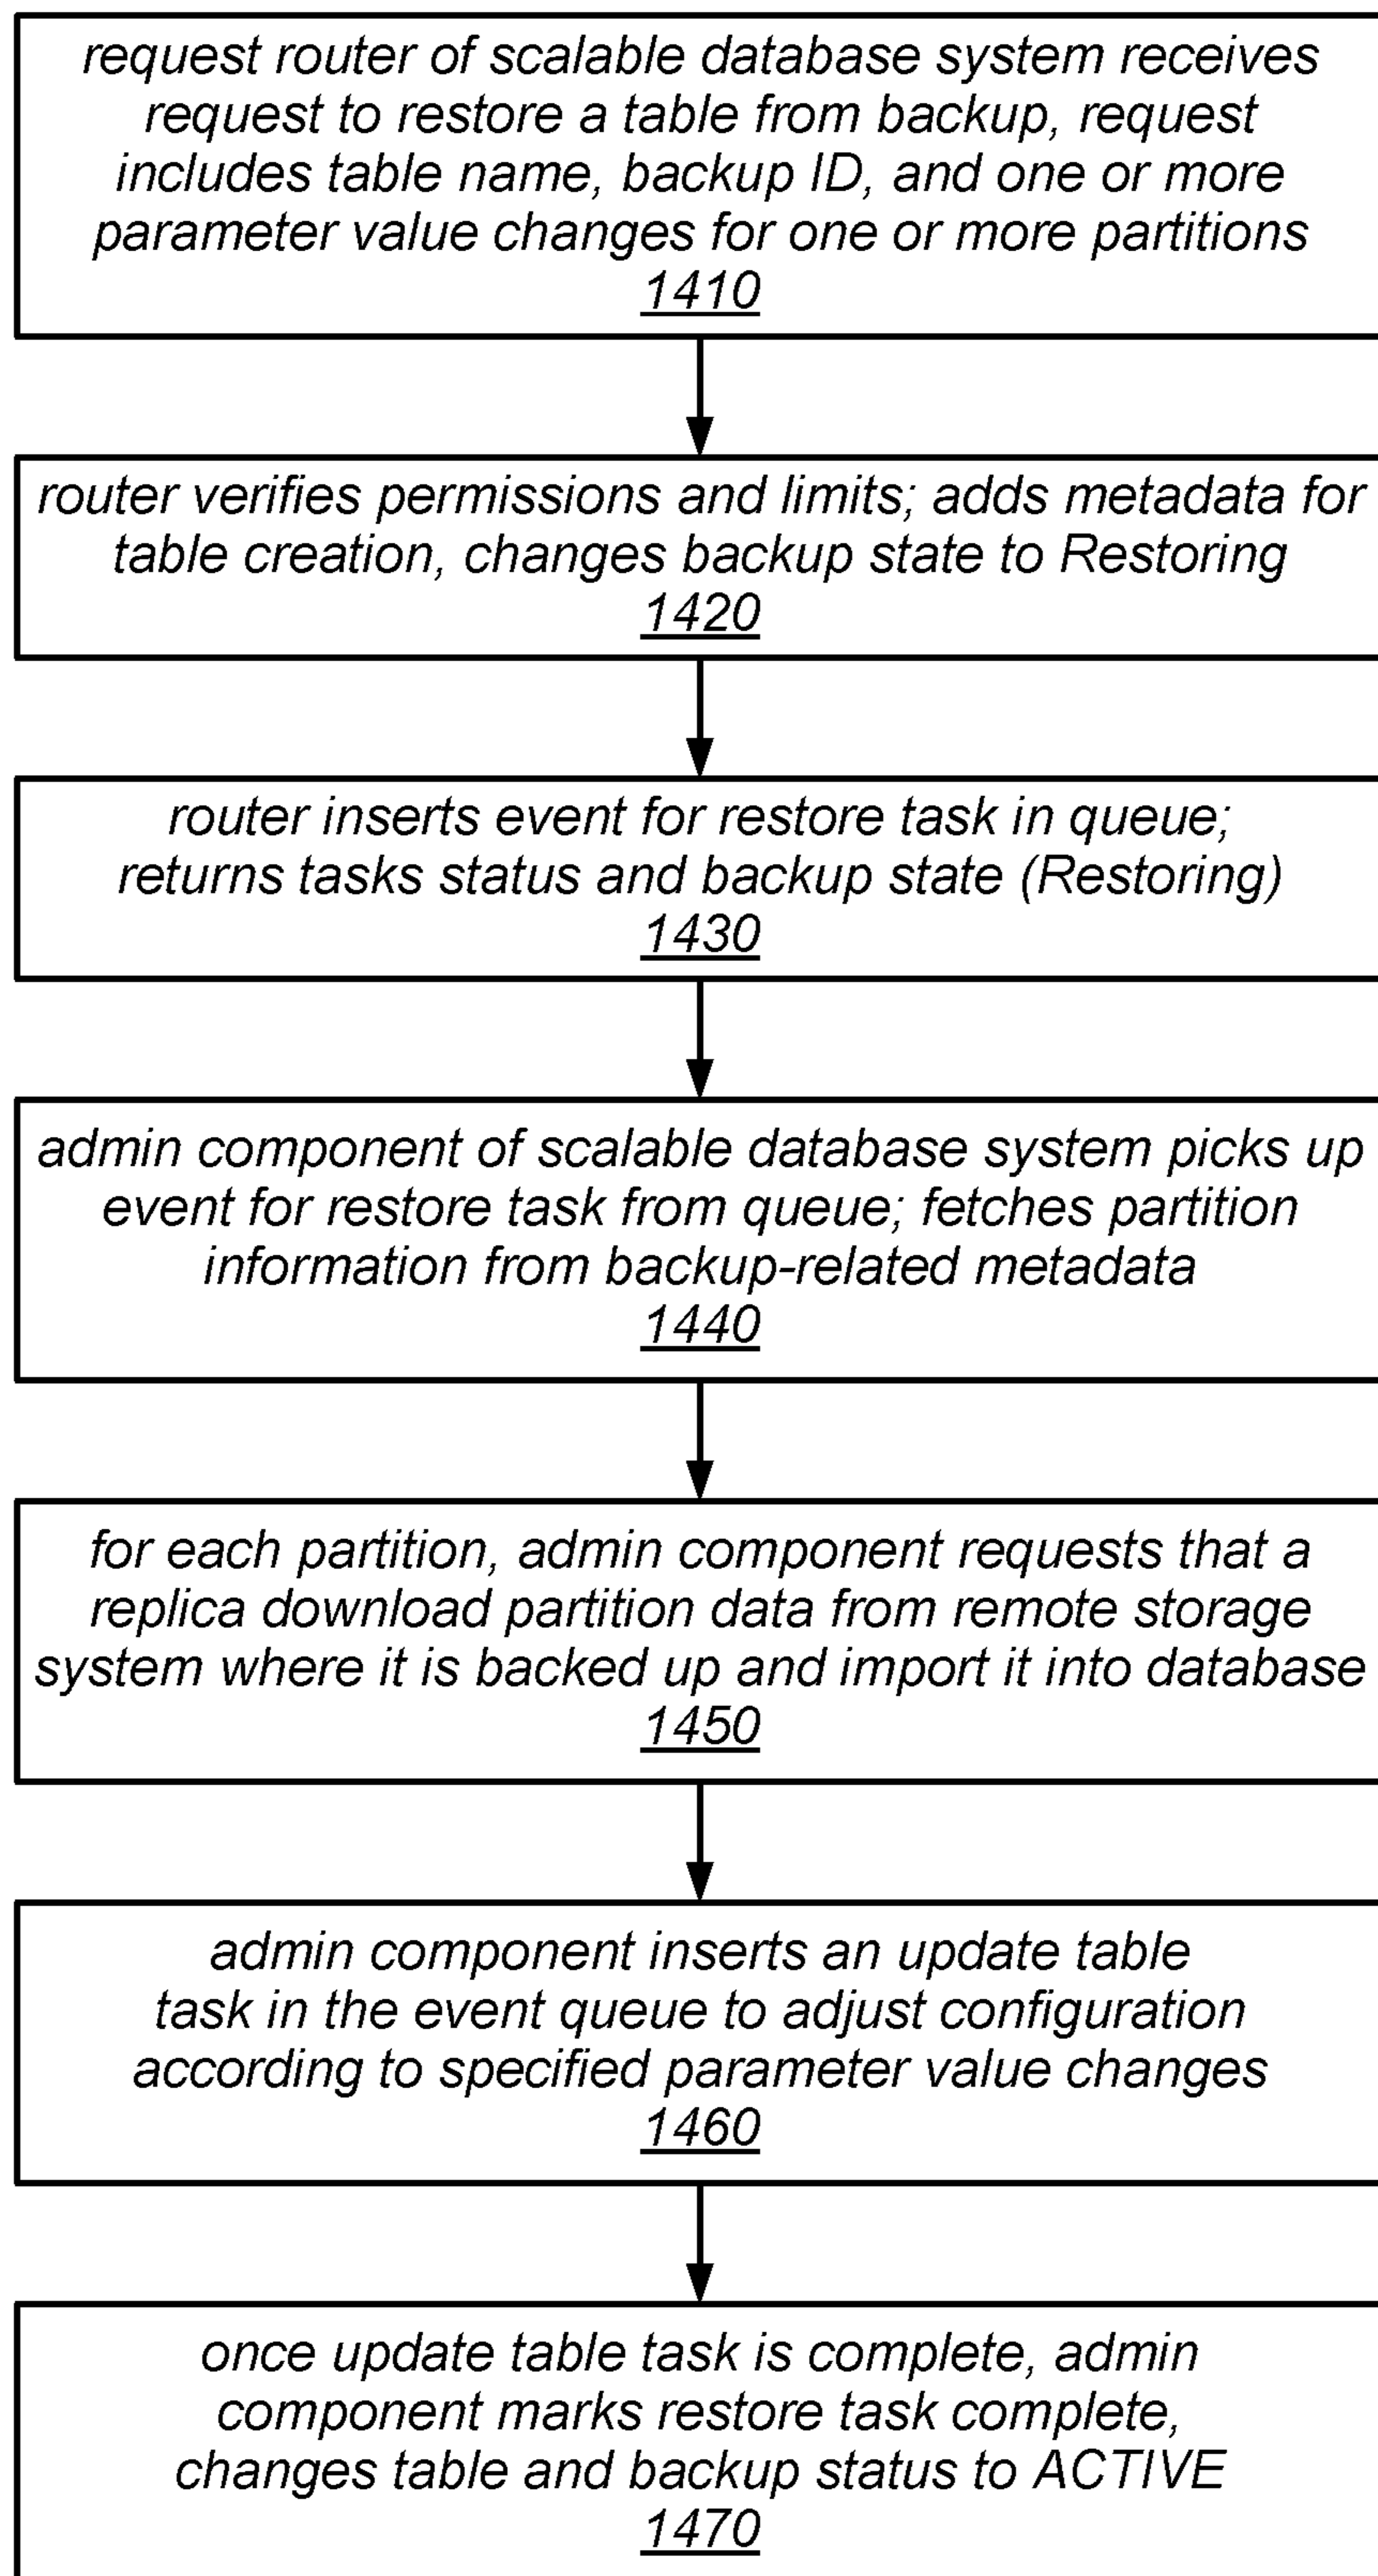 request router of scalable database system receives
request to restore a table from backup, request
includes table name, backup ID, and one or more
parameter value changes for one or more partitions
1410
router verifies permissions and limits; adds metadata for
table creation, changes backup state to Restoring
1420
router inserts event for restore task in queue;
returns tasks status and backup state (Restoring)
1430
admin component of scalable database system picks up
event for restore task from queue; fetches partition
information from backup-related metadata
1440
for each partition, admin component requests that a
replica download partition data from remote storage
system where it is backed up and import it into database
1450
admin component inserts an update table
task in the event queue to adjust configuration
according to specified parameter value changes
1460
once update table task is complete, admin
component marks restore task complete,
changes table and backup status to ACTIVE
1470